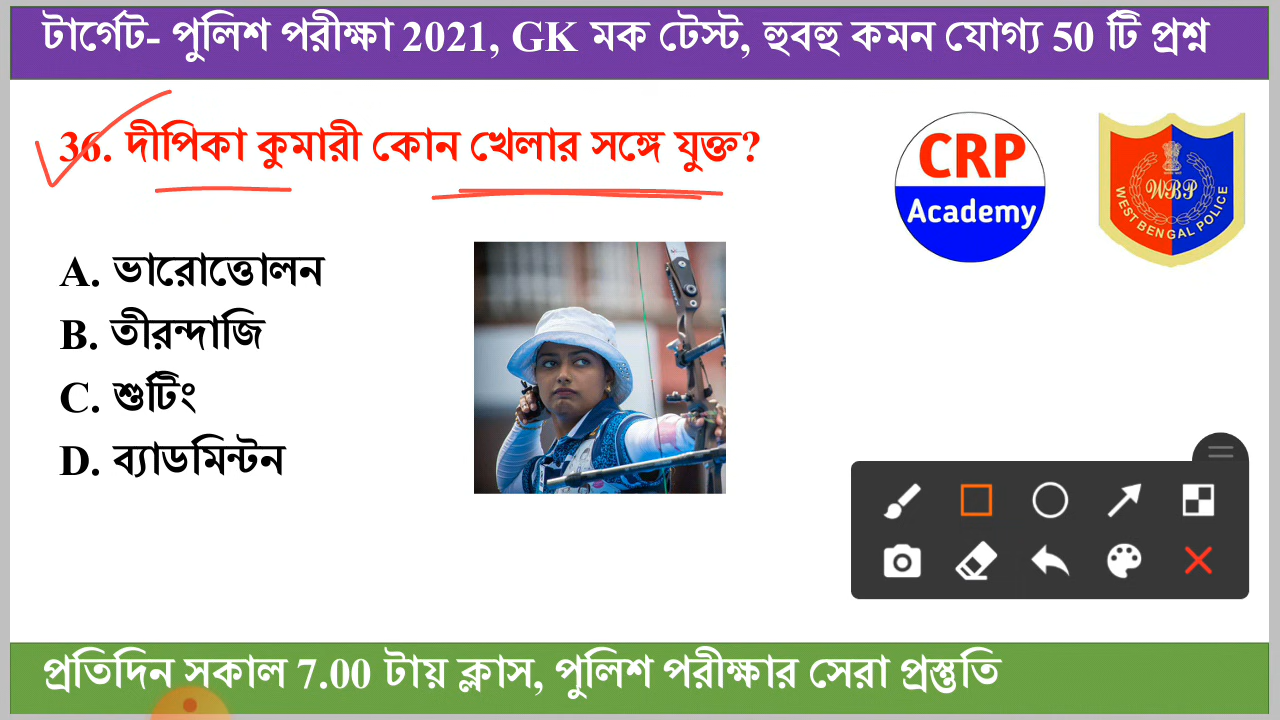 টার্গেট- পুলিশ পরীক্ষা 2021, GK মক টেস্ট, হুবহু কমন যোগ্য 50 টি প্রশ্ন
36. দীপিকা কুমারী কোন খেলার সঙ্গে যুক্ত?
CRP
Academy
WBP
WEST BENGAL POLICE
A. ভারোত্তোলন
B. তীরন্দাজি
C. শুটিং
D. ব্যাডমিন্টন
প্রতিদিন সকাল 7.00 টায় ক্লাস, পুলিশ পরীক্ষার সেরা প্রস্তুতি